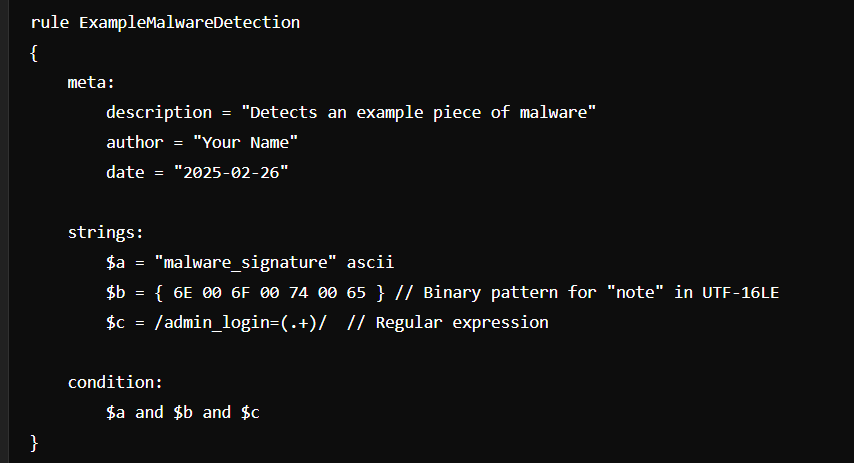 rule ExampleMalwareDetection
{
    meta:
        description = "Detects an example piece of malware"
        author = "Your Name"
        date = "2025-02-26"

    strings:
        $a = "malware_signature" ascii
        $b = { 6E 00 6F 00 74 00 65 } // Binary pattern for "note" in UTF-16LE
        $c = /admin_login=(.+)/  // Regular expression

    condition:
        $a and $b and $c
}